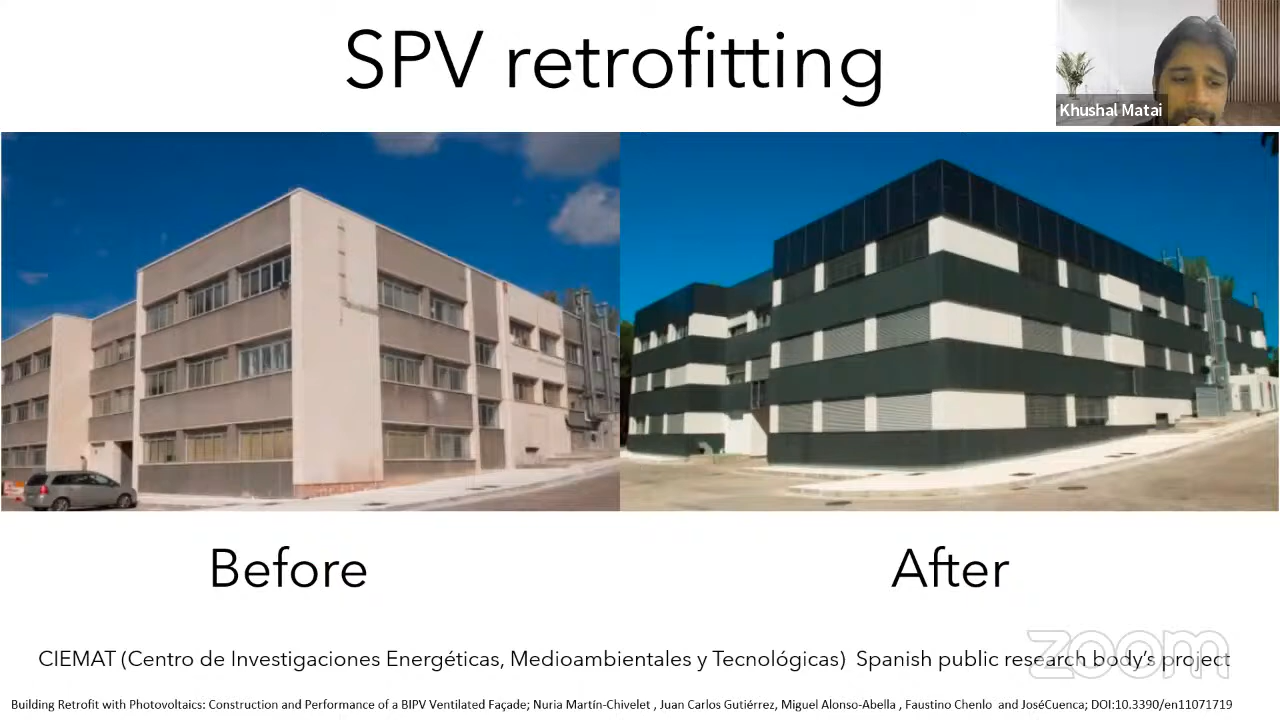 SPV retrofitting
Khushal Matai
Before
After
CIEMAT (Centro de Investigaciones Energéticas, Medioambientales y Tecnológicas) Spanish public research body's project
zoom
Building Retrofit with Photovoltaics: Construction and Performance of a BIPV Ventilated Façade; Nuria Martín-Chivelet , Juan Carlos Gutiérrez, Miguel Alonso-Abella , Faustino Chenlo and JoséCuenca; DOI:10.3390/en11071719